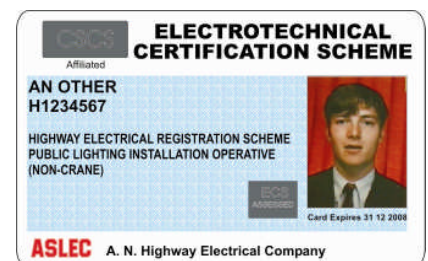 CSCS
Affiliated
ELECTROTECHNICAL
CERTIFICATION SCHEME
AN OTHER
H1234567
HIGHWAY ELECTRICAL REGISTRATION SCHEME
PUBLIC LIGHTING INSTALLATION OPERATIVE
(NON-CRANE)
ECS
ASSESSED
Card Expires 31 12 2008
ASLEC A. N. Highway Electrical Company